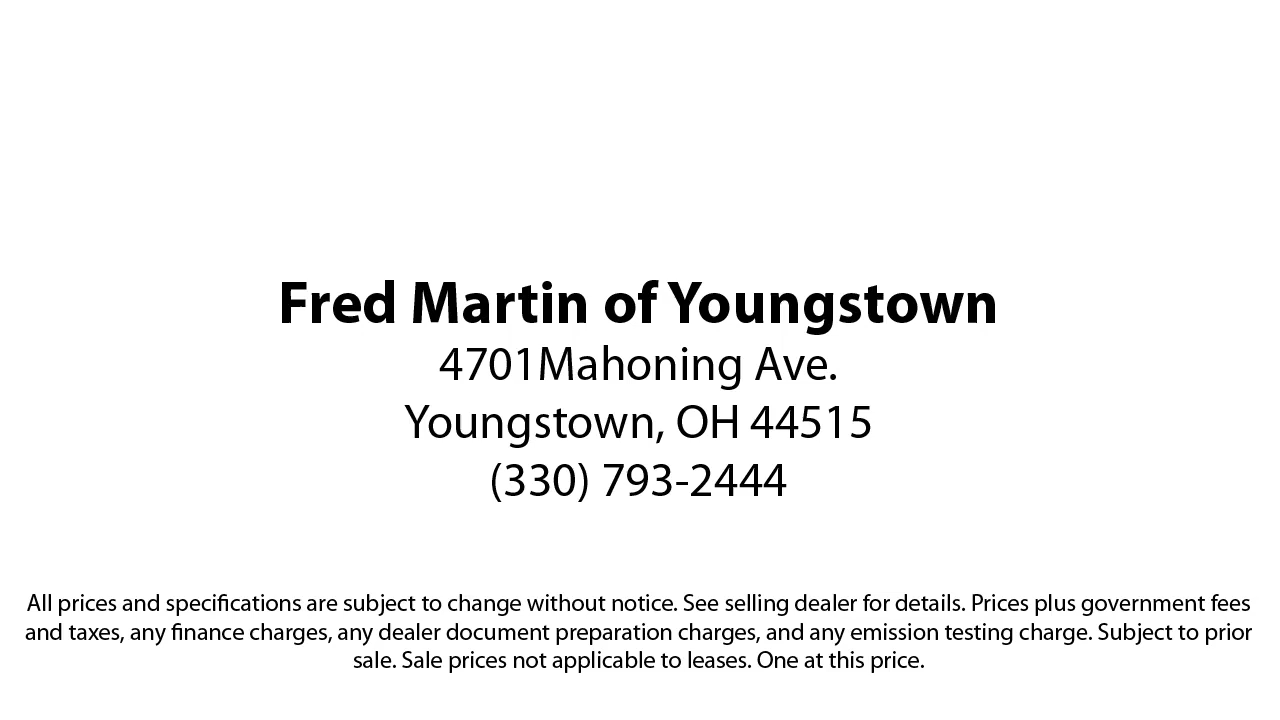 Fred Martin of Youngstown
4701Mahoning Ave.
Youngstown, OH 44515
(330) 793-2444
All prices and specifications are subject to change without notice. See selling dealer for details. Prices plus government fees
and taxes, any finance charges, any dealer document preparation charges, and any emission testing charge. Subject to prior
sale. Sale prices not applicable to leases. One at this price.